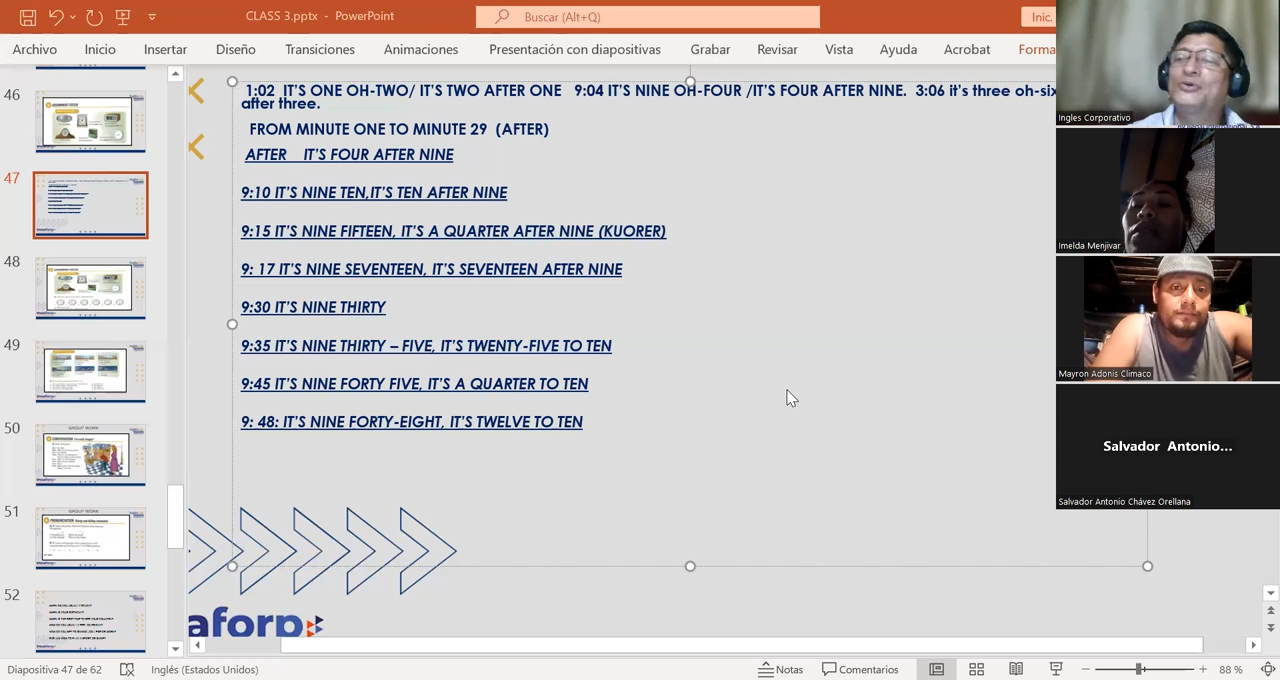 CLASS 3.pptx - PowerPoint
Buscar (Alt+Q)
Inic.
Archivo Inicio Insertar Diseño Transiciones Animaciones Presentación con diapositivas Grabar Revisar Vista Ayuda Acrobat Forma
46
47
48
49
50
51
52
GROUP WORK
GROUP WORK
1:02 IT'S ONE OH-TWO/ IT'S TWO AFTER ONE 9:04 IT'S NINE OH-FOUR /IT'S FOUR AFTER NINE. 3:06 it's three oh-six
after three.
FROM MINUTE ONE TO MINUTE 29 (AFTER)
AFTER IT'S FOUR AFTER NINE
9:10 IT'S NINE TEN,IT'S TEN AFTER NINE
9:15 IT'S NINE FIFTEEN, IT'S A QUARTER AFTER NINE (KUORER)
9: 17 IT'S NINE SEVENTEEN, IT'S SEVENTEEN AFTER NINE
9:30 IT'S NINE THIRTY
9:35 IT'S NINE THIRTY – FIVE, IT'S TWENTY-FIVE TO TEN
9:45 IT'S NINE FORTY FIVE, IT'S A QUARTER TO TEN
9: 48: IT'S NINE FORTY-EIGHT, IT'S TWELVE TO TEN
aforp
Ingles Corporativo
Imelda Menjivar
Mayron Adonis Climaco
Salvador Antonio...
Salvador Antonio Chávez Orellana
Diapositiva 47 de 62 Inglés (Estados Unidos) Notas Comentarios 88 %